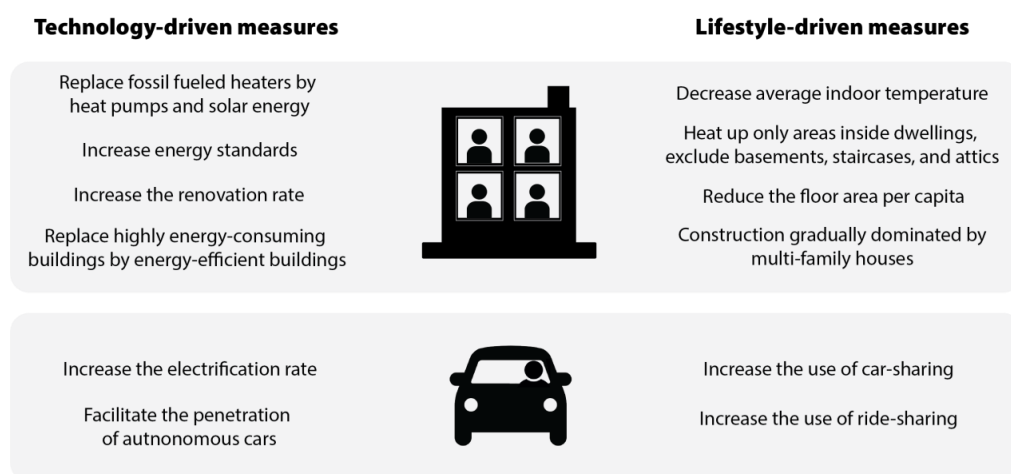 Technology-driven measures
Lifestyle-driven measures
Replace fossil fueled heaters by
heat pumps and solar energy
Increase energy standards
Increase the renovation rate
Replace highly energy-consuming
buildings by energy-efficient buildings
Decrease average indoor temperature
Heat up only areas inside dwellings,
exclude basements, staircases, and attics
Reduce the floor area per capita
Construction gradually dominated by
multi-family houses
Increase the electrification rate
Facilitate the penetration
of autnonomous cars
Increase the use of car-sharing
Increase the use of ride-sharing